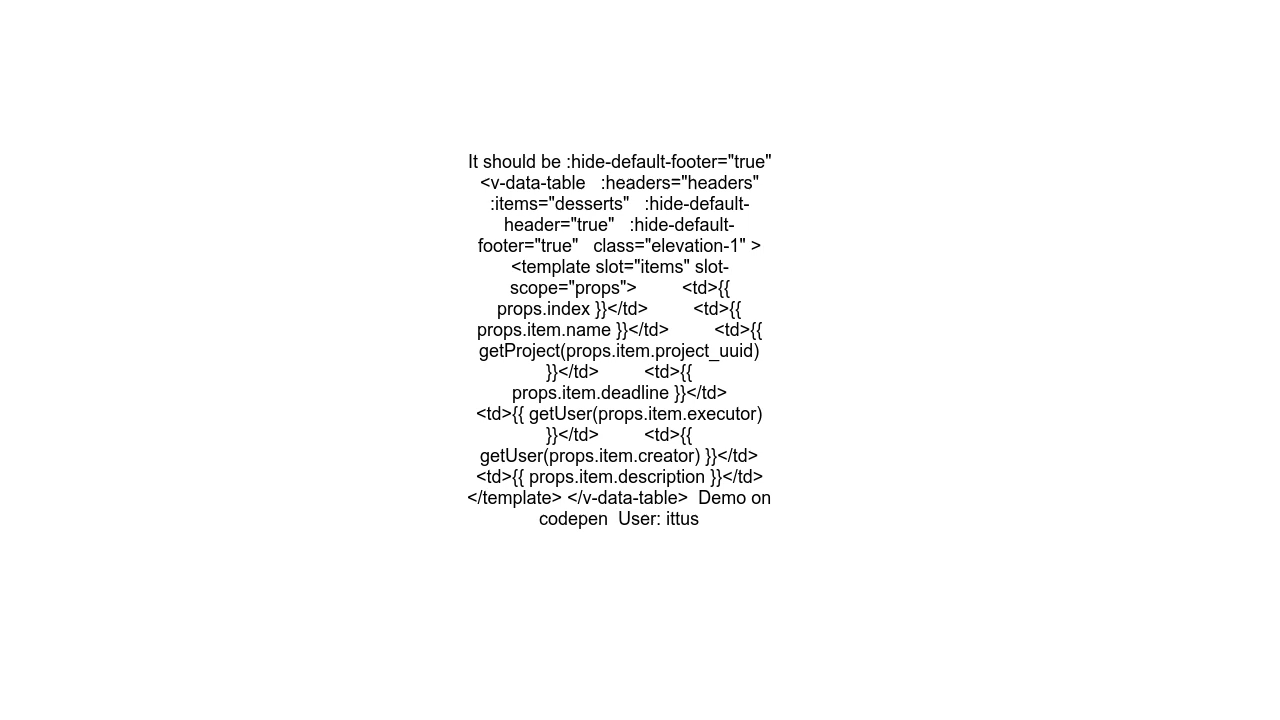 It should be :hide-default-footer="true"
<v-data-table   :headers="headers"
:items="desserts"   :hide-default-
header="true"   :hide-default-
footer="true"   class="elevation-1" >
<template slot="items" slot-
scope="props">         <td>{{
props.index }}</td>         <td>{{
props.item.name }}</td>         <td>{{
getProject(props.item.project_uuid)
}}</td>         <td>{{
props.item.deadline }}</td>
<td>{{ getUser(props.item.executor)
}}</td>         <td>{{
getUser(props.item.creator) }}</td>
<td>{{ props.item.description }}</td>
</template> </v-data-table>  Demo on
codepen  User: ittus